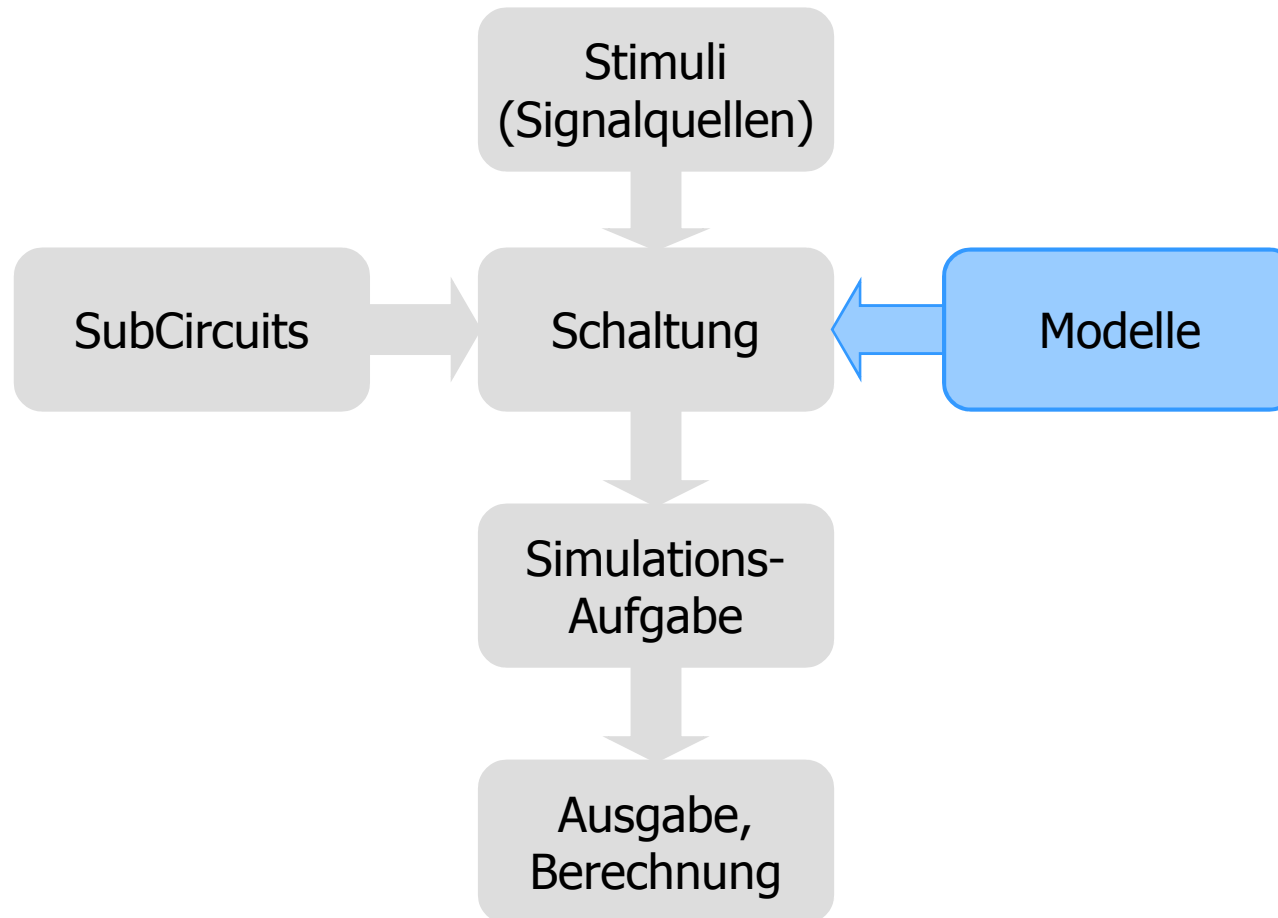 Stimuli
(Signalquellen)
SubCircuits
Schaltung
Modelle
Simulations-
Aufgabe
Ausgabe,
Berechnung